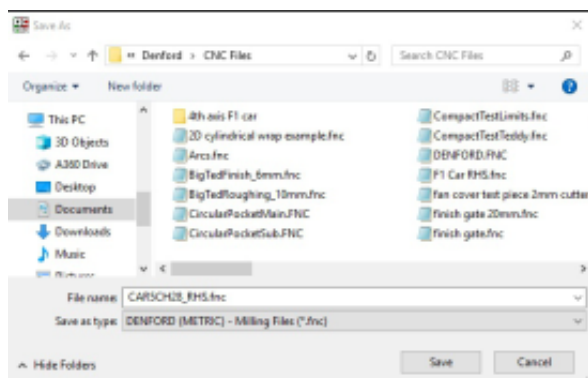 Save As
Denford > CNC Files
Search CNC Files
Organize
New folder
This PC
3D Objects
A360 Drive
Desktop
Documents
Downloads
Music
Pictures
4th axis F1 car
2D cylindrical wrap example.fnc
Arcs.fnc
BigTedFinish_6mm.fnc
BigTedRoughing_10mm.fnc
CircularPocketMain.FNC
CircularPocketSub.FNC
CompactTestLimits.fnc
CompactTestTeddy.fnc
DENFORD.FNC
F1 Car RHS.fnc
fan cover test piece 2mm cutter
finish gate 20mm.fnc
finish gate.fnc
File name: CARSCH28_RHS.fnc
Save as type: DENFORD (METRIC) - Milling Files (*.fnc)
Hide Folders
Save
Cancel